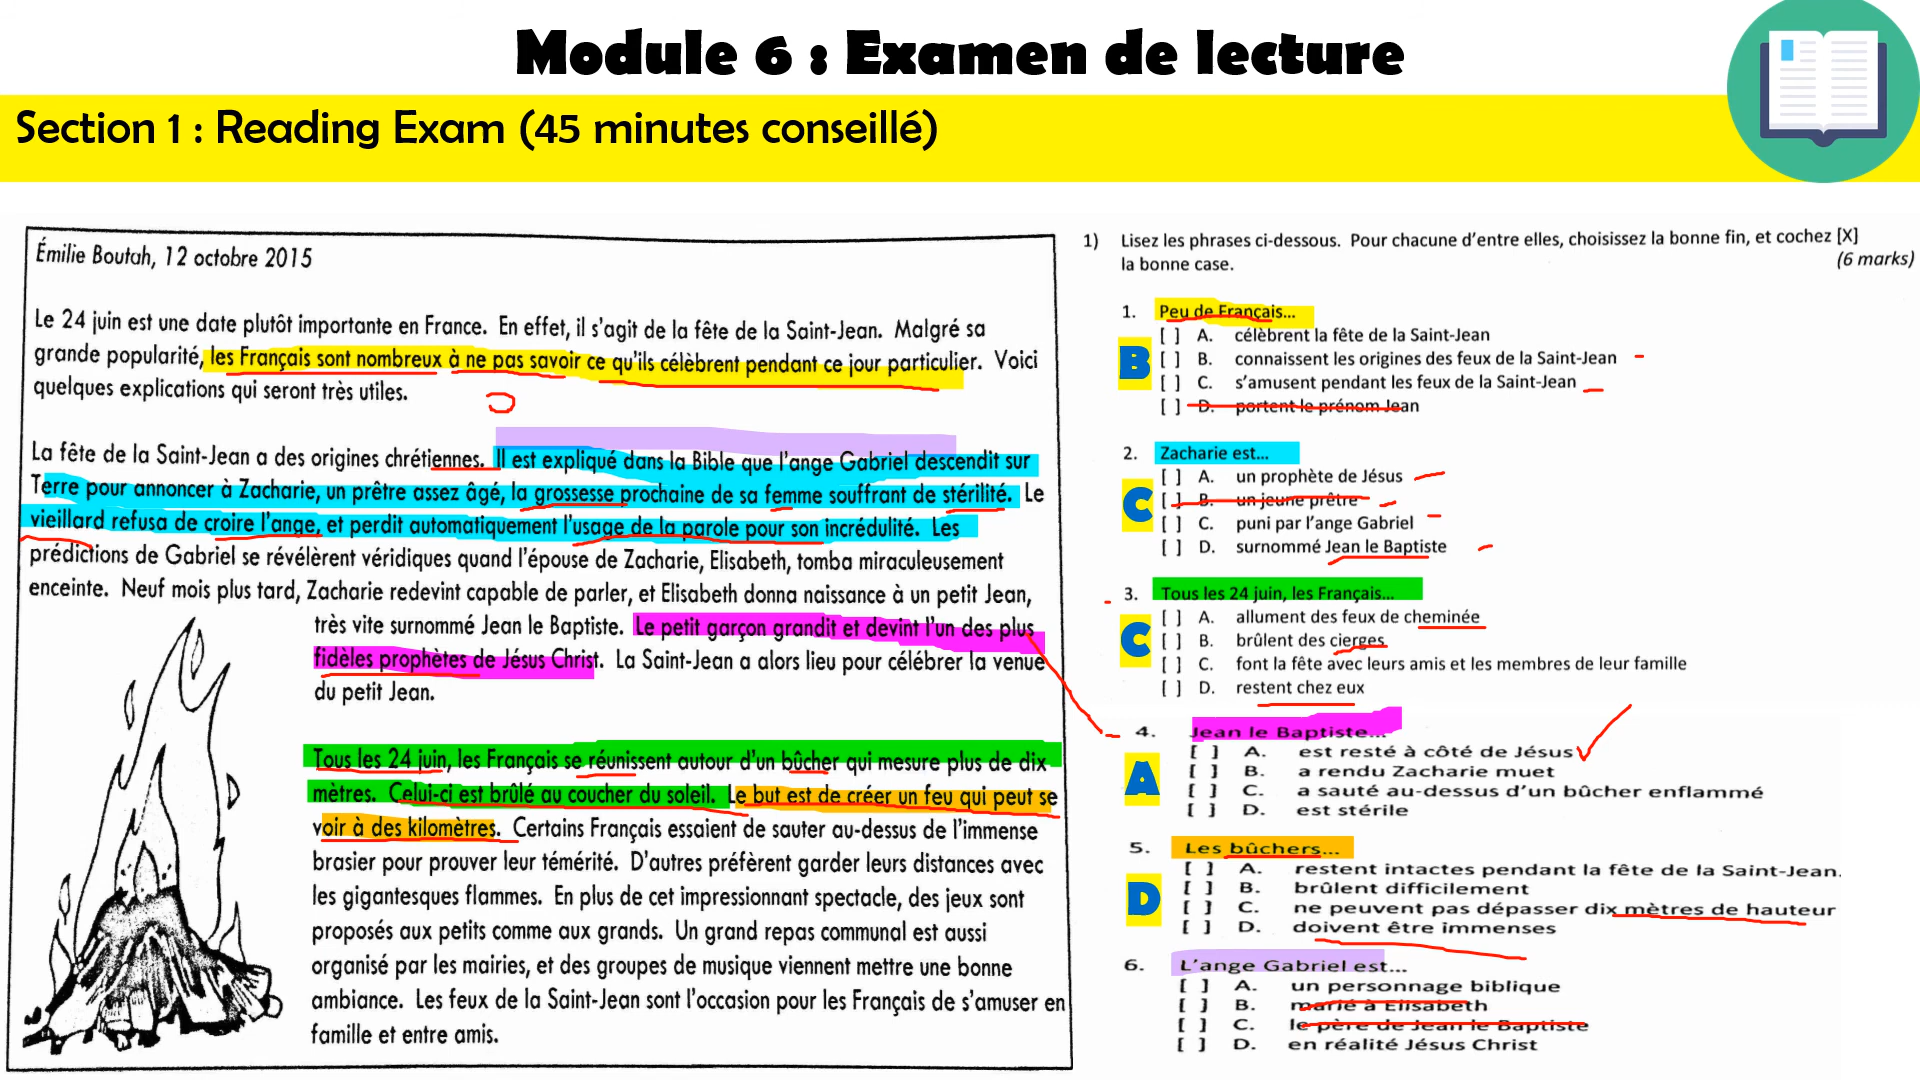 Module 6 : Examen de lecture
Section 1 : Reading Exam (45 minutes conseillé)
Émilie Boutah, 12 octobre 2015
Le 24 juin est une date plutôt importante en France. En effet, il s'agit de la fête de la Saint-Jean. Malgré sa
grande popularité, les Français sont nombreux à ne pas savoir ce qu'ils célèbrent pendant ce jour particulier. Voici
quelques explications qui seront très utiles.
La fête de la Saint-Jean a des origines chrétiennes. Il est expliqué dans la Bible que l'ange Gabriel descendit sur
Terre pour annoncer à Zacharie, un prêtre assez âgé, la grossesse prochaine de sa femme souffrant de stérilité. Le
vieillard refusa de croire l'ange, et perdit automatiquement l'usage de la parole pour son incrédulité. Les
prédictions de Gabriel se révélèrent véridiques quand l'épouse de Zacharie, Elisabeth, tomba miraculeusement
enceinte. Neuf mois plus tard, Zacharie redevint capable de parler, et Elisabeth donna naissance à un petit Jean,
très vite surnommé Jean le Baptiste. Le petit garçon grandit et devint l'un des plus
fidèles prophètes de Jésus Christ. La Saint-Jean a alors lieu pour célébrer la venue
du petit Jean.
Tous les 24 juin, les Français se réunissent autour d'un bûcher qui mesure plus de dix
mètres. Celui-ci est brûlé au coucher du soleil. Le but est de créer un feu qui peut se
voir à des kilomètres. Certains Français essaient de sauter au-dessus de l'immense
brasier pour prouver leur témérité. D'autres préfèrent garder leurs distances avec
les gigantesques flammes. En plus de cet impressionnant spectacle, des jeux sont
proposés aux petits comme aux grands. Un grand repas communal est aussi
organisé par les mairies, et des groupes de musique viennent mettre une bonne
ambiance. Les feux de la Saint-Jean sont l'occasion pour les Français de s'amuser en
famille et entre amis.
1) Lisez les phrases ci-dessous. Pour chacune d'entre elles, choisissez la bonne fin, et cochez [X]
la bonne case.
(6 marks)
1. Peu de Français...
[ ] A. célèbrent la fête de la Saint-Jean
B [ ] B. connaissent les origines des feux de la Saint-Jean
[ ] C. s'amusent pendant les feux de la Saint-Jean
[ ] D. portent le prénom Jean
2. Zacharie est...
[ ] A. un prophète de Jésus
C [ ] B. un jeune prêtre
[ ] C. puni par l'ange Gabriel
[ ] D. surnommé Jean le Baptiste
3. Tous les 24 juin, les Français...
[ ] A. allument des feux de cheminée
C [ ] B. brûlent des cierges
[ ] C. font la fête avec leurs amis et les membres de leur famille
[ ] D. restent chez eux
4. Jean le Baptiste...
[ ] A. est resté à côté de Jésus
A [ ] B. a rendu Zacharie muet
[ ] C. a sauté au-dessus d'un bûcher enflammé
[ ] D. est stérile
5. Les bûchers...
[ ] A. restent intactes pendant la fête de la Saint-Jean.
D [ ] B. brûlent difficilement
[ ] C. ne peuvent pas dépasser dix mètres de hauteur
[ ] D. doivent être immenses
6. L'ange Gabriel est...
[ ] A. un personnage biblique
[ ] B. marié à Elisabeth
[ ] C. le père de Jean le Baptiste
[ ] D. en réalité Jésus Christ